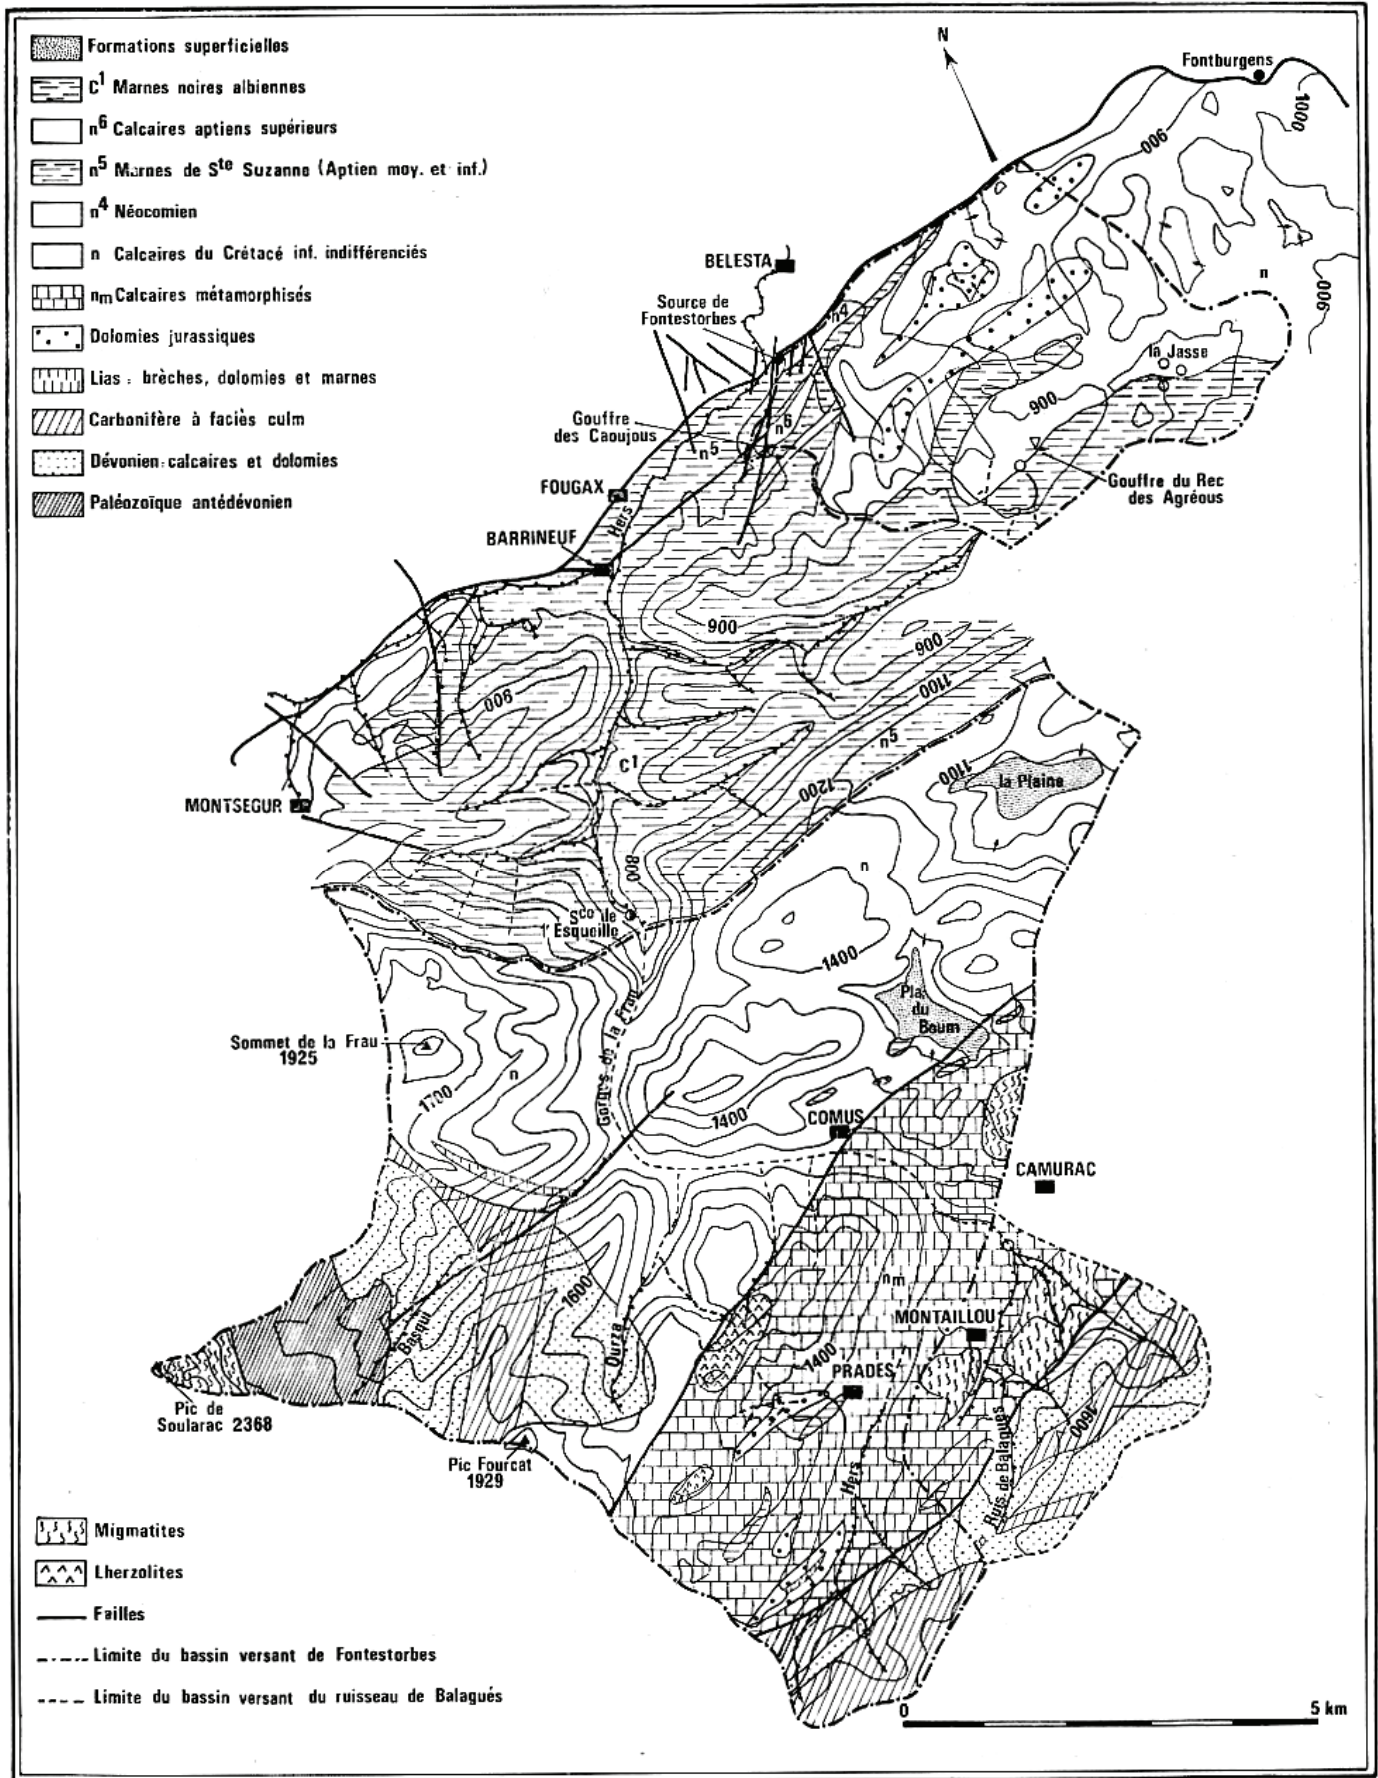 Formations superficielles
C1 Marnes noires albiennes
n6 Calcaires aptiens supérieurs
n5 Marnes de Ste Suzanne (Aptien moy. et inf.)
n4 Néocomien
n Calcaires du Crétacé inf. indifférenciés
nm Calcaires métamorphisés
Dolomies jurassiques
Lias : brèches, dolomies et marnes
Carbonifère à faciès culm
Dévonien: calcaires et dolomies
Paléozoïque antédévonien
N
Fontburgens
1000
900
BELESTA
n
900
Source de
Fontestorbes
n4
la Jasse
900
Gouffre
des Caoujous
n6
n5
FOUGAX
Hers
Gouffre du Rec
des Agréous
BARRINEUF
900
900
1100
900
n5
C1
1100
la Plaine
1200
MONTSEGUR
800
n
Sce de
l'Esqueille
1400
Pla
du
Boum
Gorges de la Frau
Sommet de la Frau
1925
n
1700
1400
COMUS
CAMURAC
1600
nm
Basqui
Ourza
MONTAILLOU
1400
PRADES
Pic de
Soularac 2368
1600
Pic Fourcat
1929
Hers
Ruis. de Balaguès
Migmatites
Lherzolites
Failles
Limite du bassin versant de Fontestorbes
Limite du bassin versant du ruisseau de Balagués
0
5 km